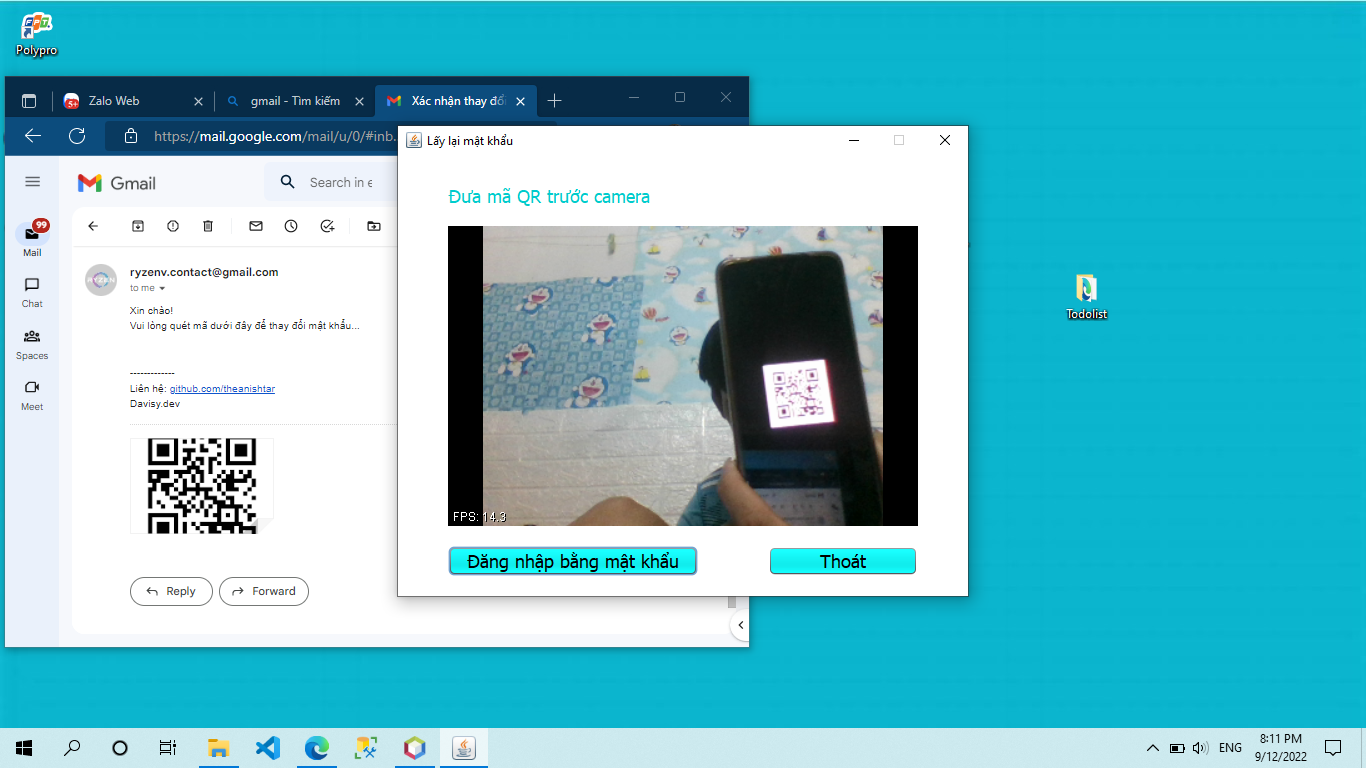 FPT
Polypro
Zalo Web
gmail - Tìm kiếm
Xác nhận thay đổi
https://mail.google.com/mail/u/0/#inb
Gmail
Search in e
99
Mail
Chat
Spaces
Meet
RYZEN
ryzenv.contact@gmail.com
to me
Xin chào!
Vui lòng quét mã dưới đây để thay đổi mật khẩu...
-------------
Liên hệ: github.com/theanishtar
Davisy.dev
Reply
Forward
Lấy lại mật khẩu
Đưa mã QR trước camera
FPS: 14.3
Đăng nhập bằng mật khẩu
Thoát
Todolist
ENG
8:11 PM
9/12/2022